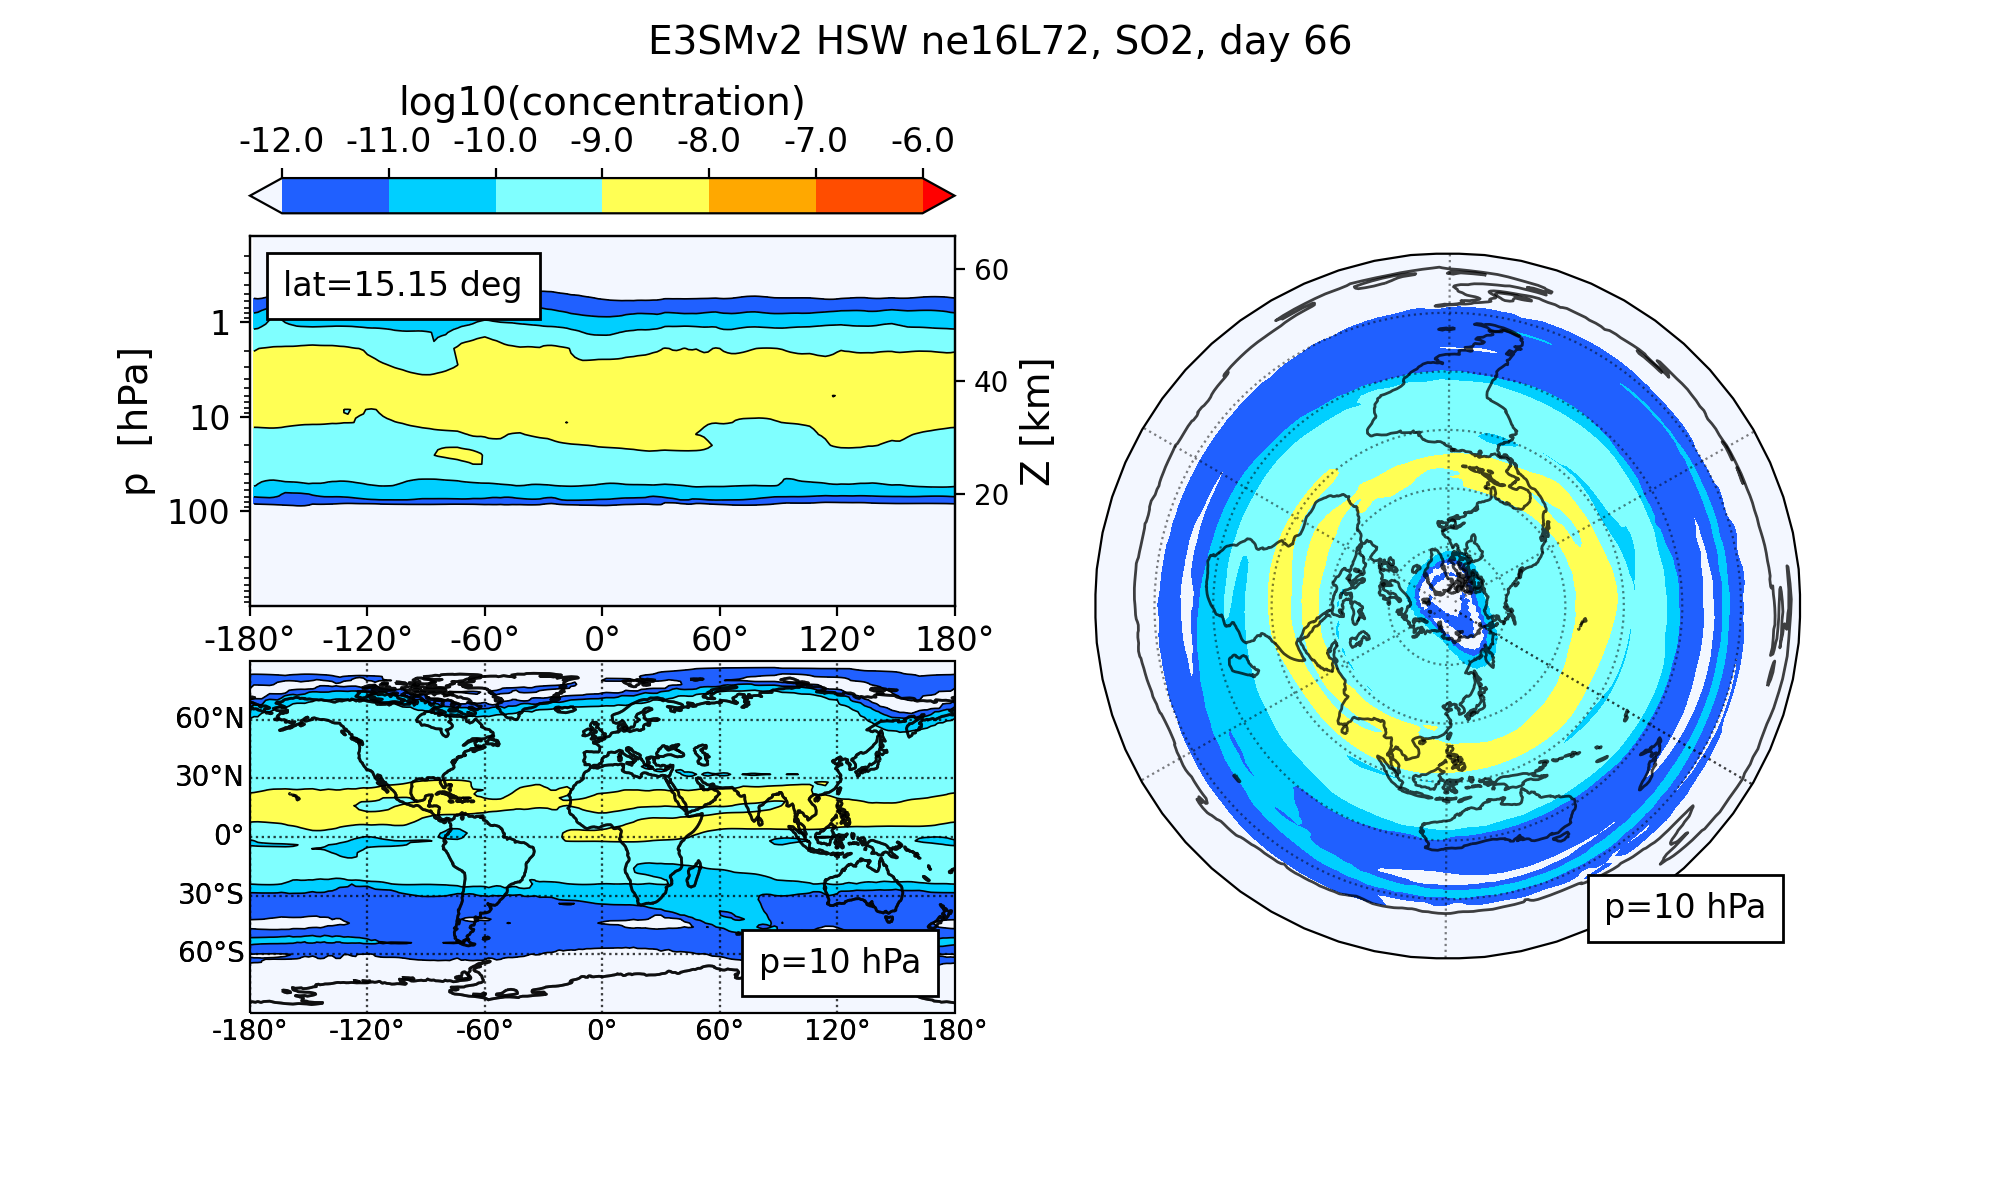 E3SMv2 HSW ne16L72, SO2, day 66
log10(concentration)
-12.0 -11.0 -10.0 -9.0 -8.0 -7.0 -6.0
lat=15.15 deg
p [hPa]
1
10
100
60
40
20
Z [km]
-180° -120° -60° 0° 60° 120° 180°
60°N
30°N
0°
30°S
60°S
p=10 hPa
-180° -120° -60° 0° 60° 120° 180°
p=10 hPa